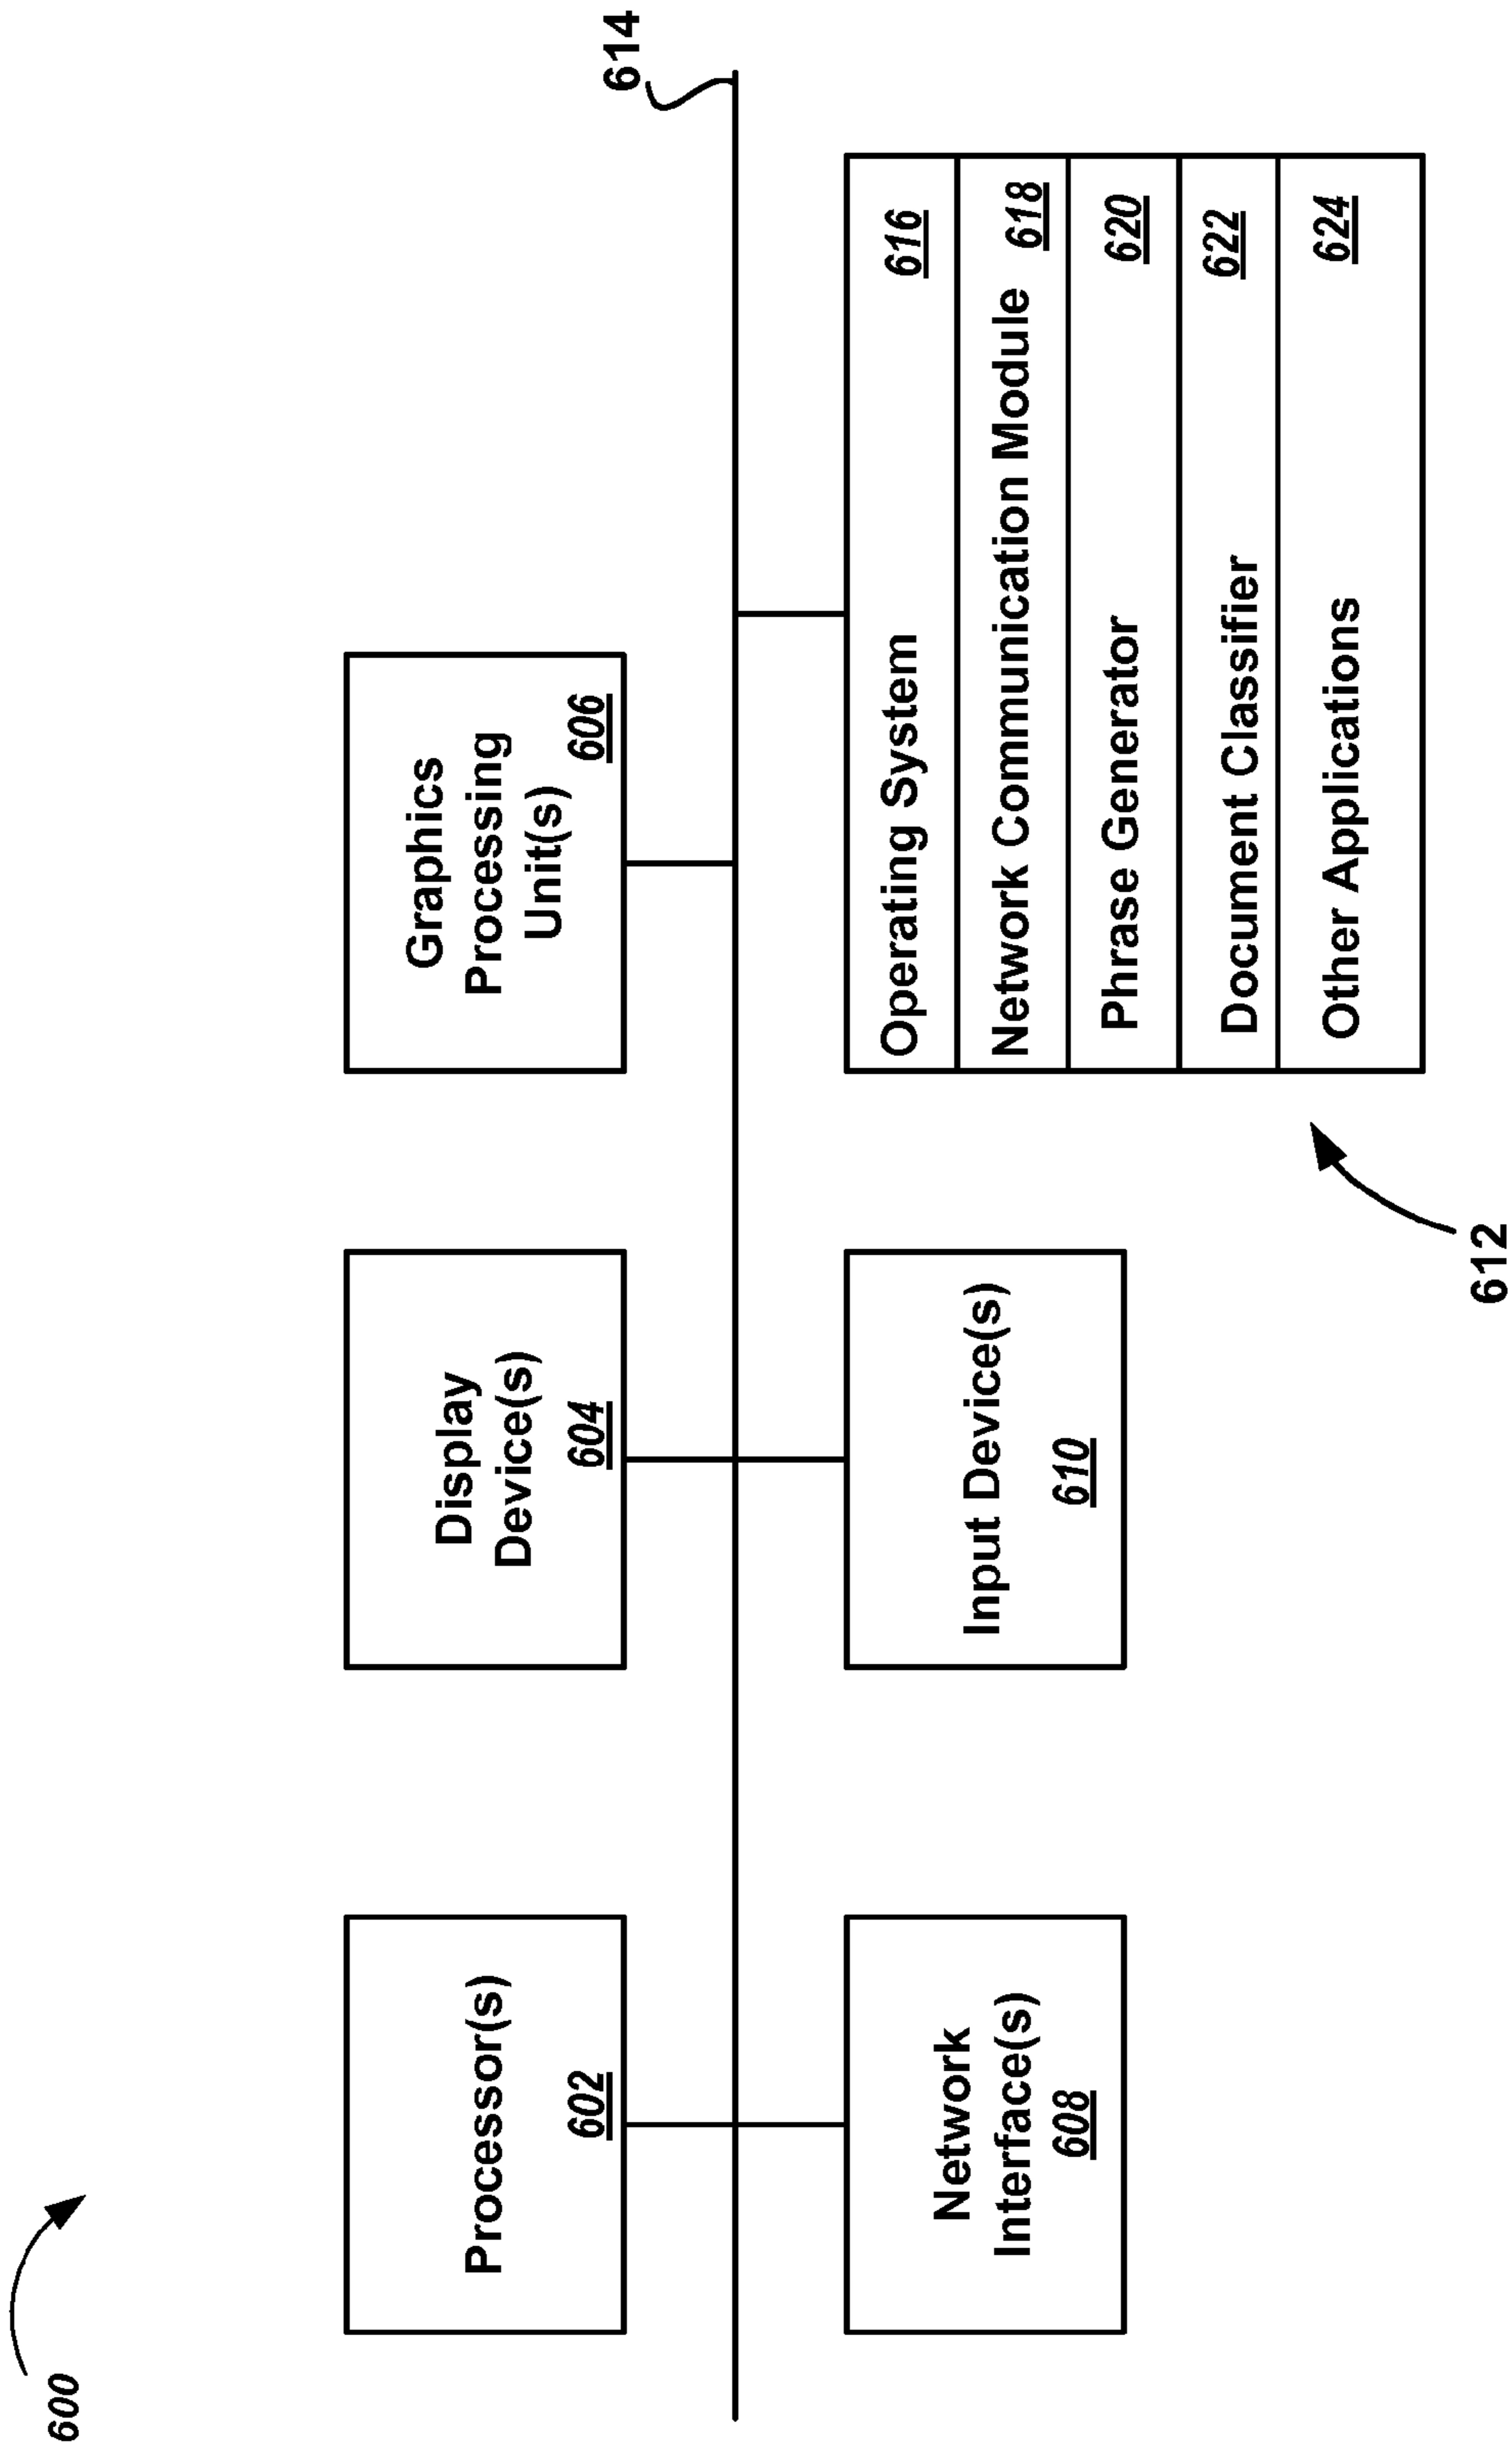 600
Processor(s)
602
Display
Device(s)
604
Graphics
Processing
Unit(s)
606
614
Network
Interface(s)
608
Input Device(s)
610
Operating System 616
Network Communication Module 618
Phrase Generator 620
Document Classifier 622
Other Applications 624
612